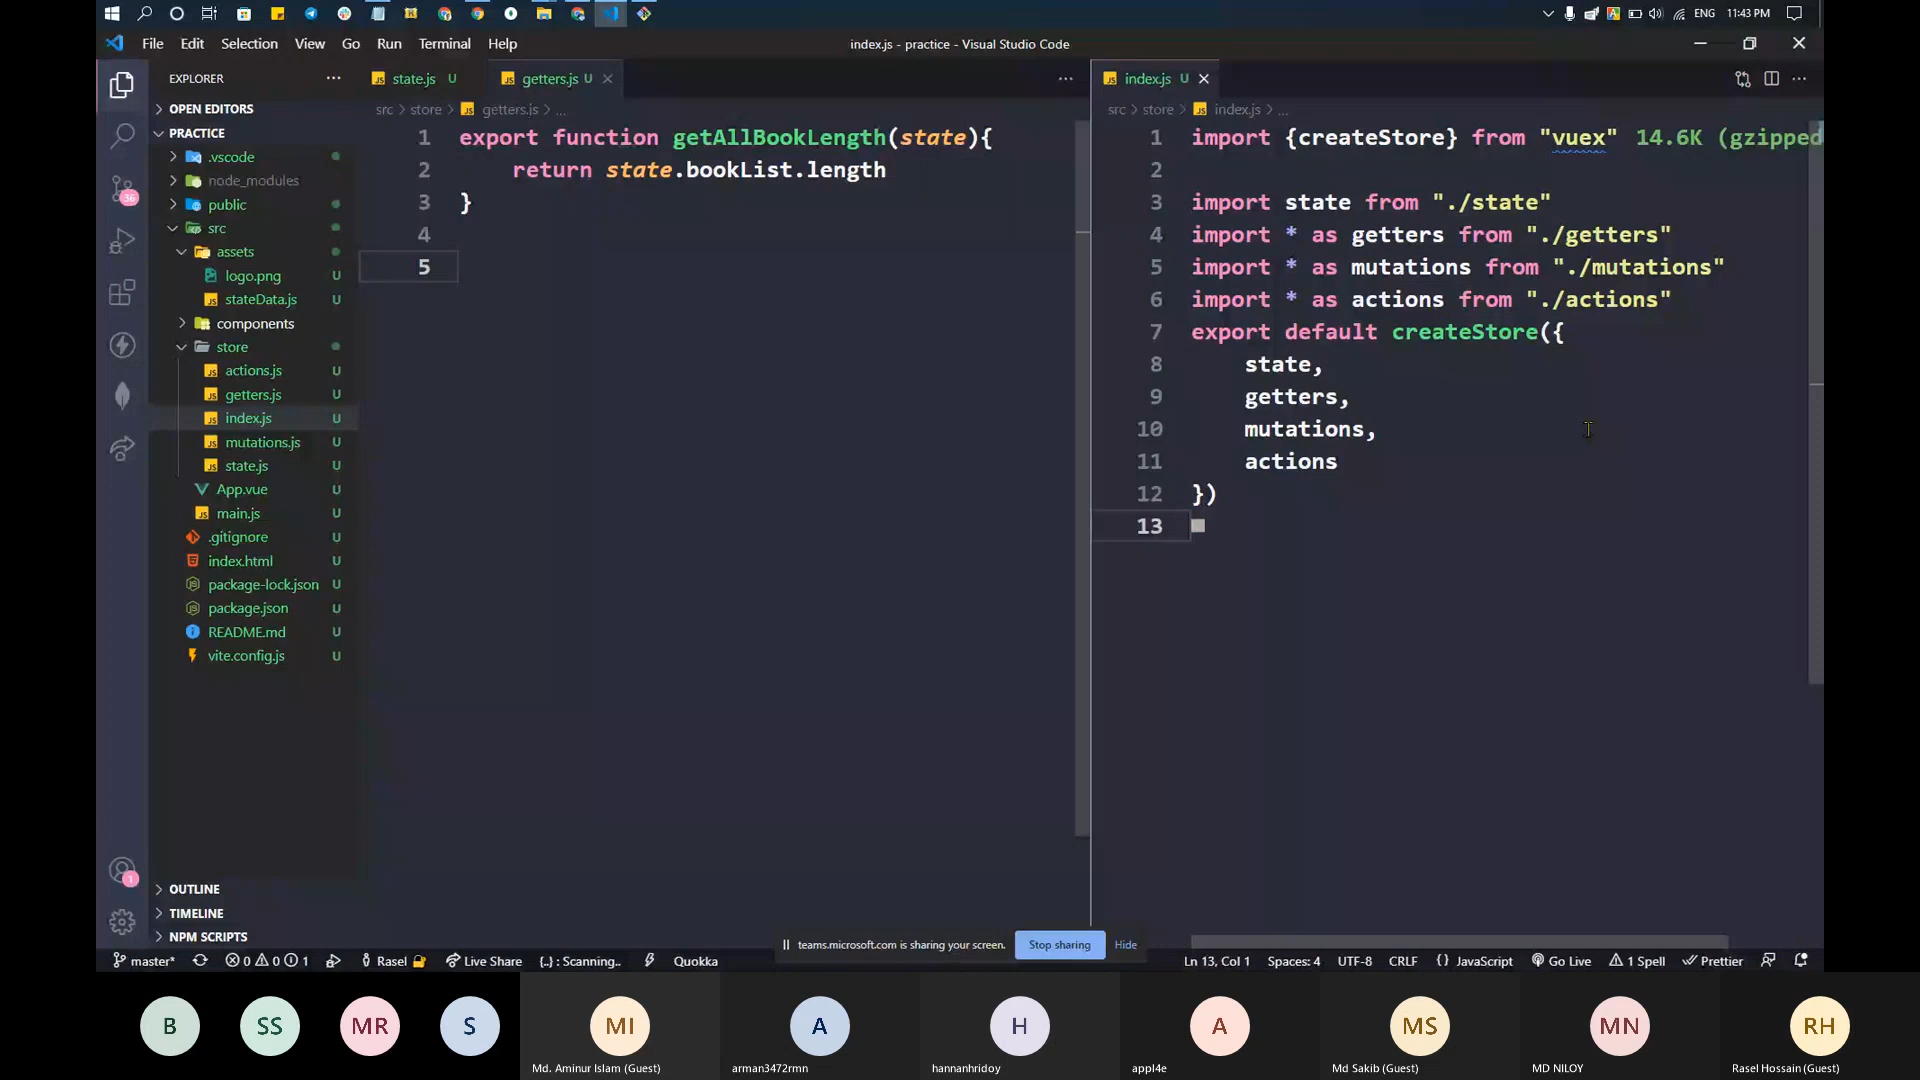 ENG 11:43 PM
File Edit Selection View Go Run Terminal Help
index.js - practice - Visual Studio Code
EXPLORER
OPEN EDITORS
PRACTICE
.vscode
node_modules
public
src
assets
logo.png U
stateData.js U
components
store
actions.js U
getters.js U
index.js U
mutations.js U
state.js U
App.vue U
main.js U
.gitignore U
index.html U
package-lock.json U
package.json U
README.md U
vite.config.js U
OUTLINE
TIMELINE
NPM SCRIPTS
36
1
state.js U
getters.js U
src > store > getters.js > ...
1 export function getAllBookLength(state){
2 return state.bookList.length
3 }
4
5
index.js U
src > store > index.js > ...
1 import {createStore} from "vuex" 14.6K (gzipped
2
3 import state from "./state"
4 import * as getters from "./getters"
5 import * as mutations from "./mutations"
6 import * as actions from "./actions"
7 export default createStore({
8 state,
9 getters,
10 mutations,
11 actions
12 })
13
teams.microsoft.com is sharing your screen. Stop sharing Hide
master* 0 0 1 Rasel Live Share {..} : Scanning.. Quokka
Ln 13, Col 1 Spaces: 4 UTF-8 CRLF {} JavaScript Go Live 1 Spell Prettier
B SS MR S MI A H A MS MN RH
Md. Aminur Islam (Guest) arman3472rmn hannanhridoy appl4e Md Sakib (Guest) MD NILOY Rasel Hossain (Guest)